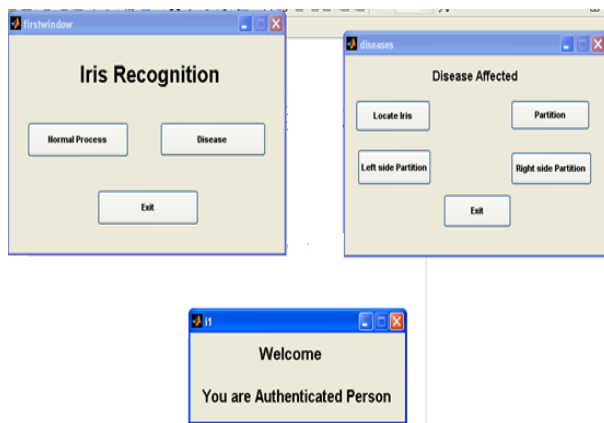 firstwindow
Iris Recognition
Normal Process
Disease
Exit
diseases
Disease Affected
Locate Iris
Partition
Left side Partition
Right side Partition
Exit
i1
Welcome
You are Authenticated Person